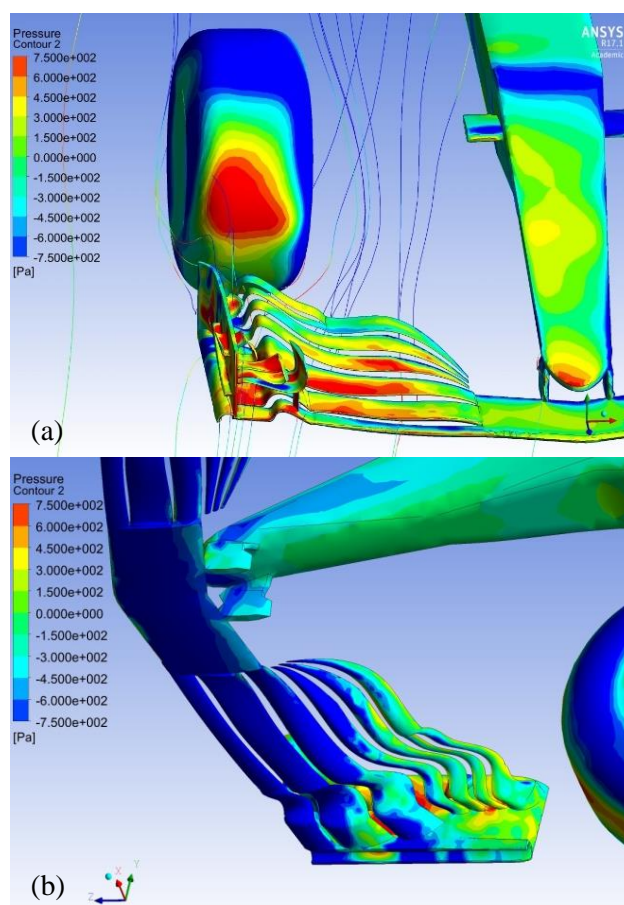 Pressure
Contour 2
7.500e+002
6.000e+002
4.500e+002
3.000e+002
1.500e+002
0.000e+000
-1.500e+002
-3.000e+002
-4.500e+002
-6.000e+002
-7.500e+002
[Pa]
ANSYS
R17.1
Academic
(a)
Pressure
Contour 2
7.500e+002
6.000e+002
4.500e+002
3.000e+002
1.500e+002
0.000e+000
-1.500e+002
-3.000e+002
-4.500e+002
-6.000e+002
-7.500e+002
[Pa]
(b)
Z
X
Y